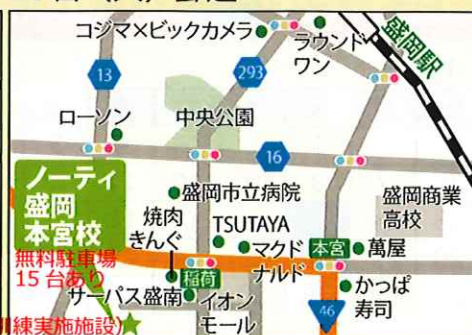 コジマ×ビックカメラ
ラウンド
ワン
盛岡駅
13
293
ローソン
中央公園
16
ノーティ
盛岡
本宮校
盛岡市立病院
盛岡商業
高校
焼肉
きんぐ
TSUTAYA
マクド
ナルド
本宮
萬屋
無料駐車場
15台あり
稲荷
サーパス盛南
イオン
モール
かっぱ
寿司
46
練実施施設)